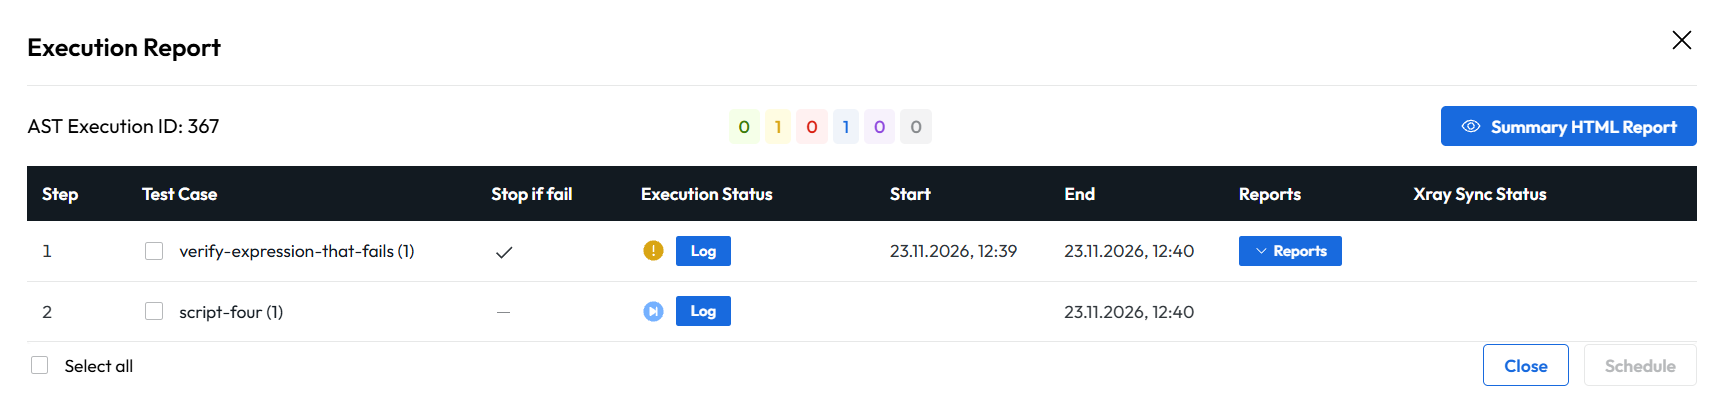 Execution Report
AST Execution ID: 367
0 1 0 1 0 0
Summary HTML Report
Step Test Case Stop if fail Execution Status Start End Reports Xray Sync Status
1 verify-expression-that-fails (1) Log 23.11.2026, 12:39 23.11.2026, 12:40 Reports
2 script-four (1) — Log 23.11.2026, 12:40
Select all
Close Schedule